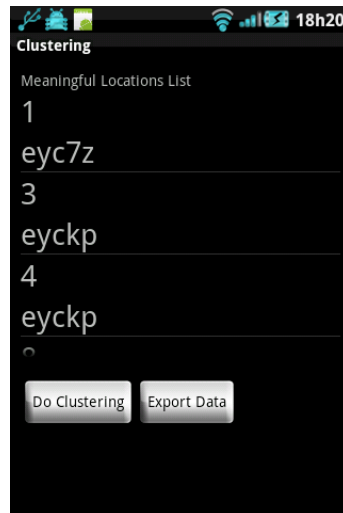 18h20
Clustering
Meaningful Locations List
1
eyc7z
3
eyckp
4
eyckp
Do Clustering Export Data